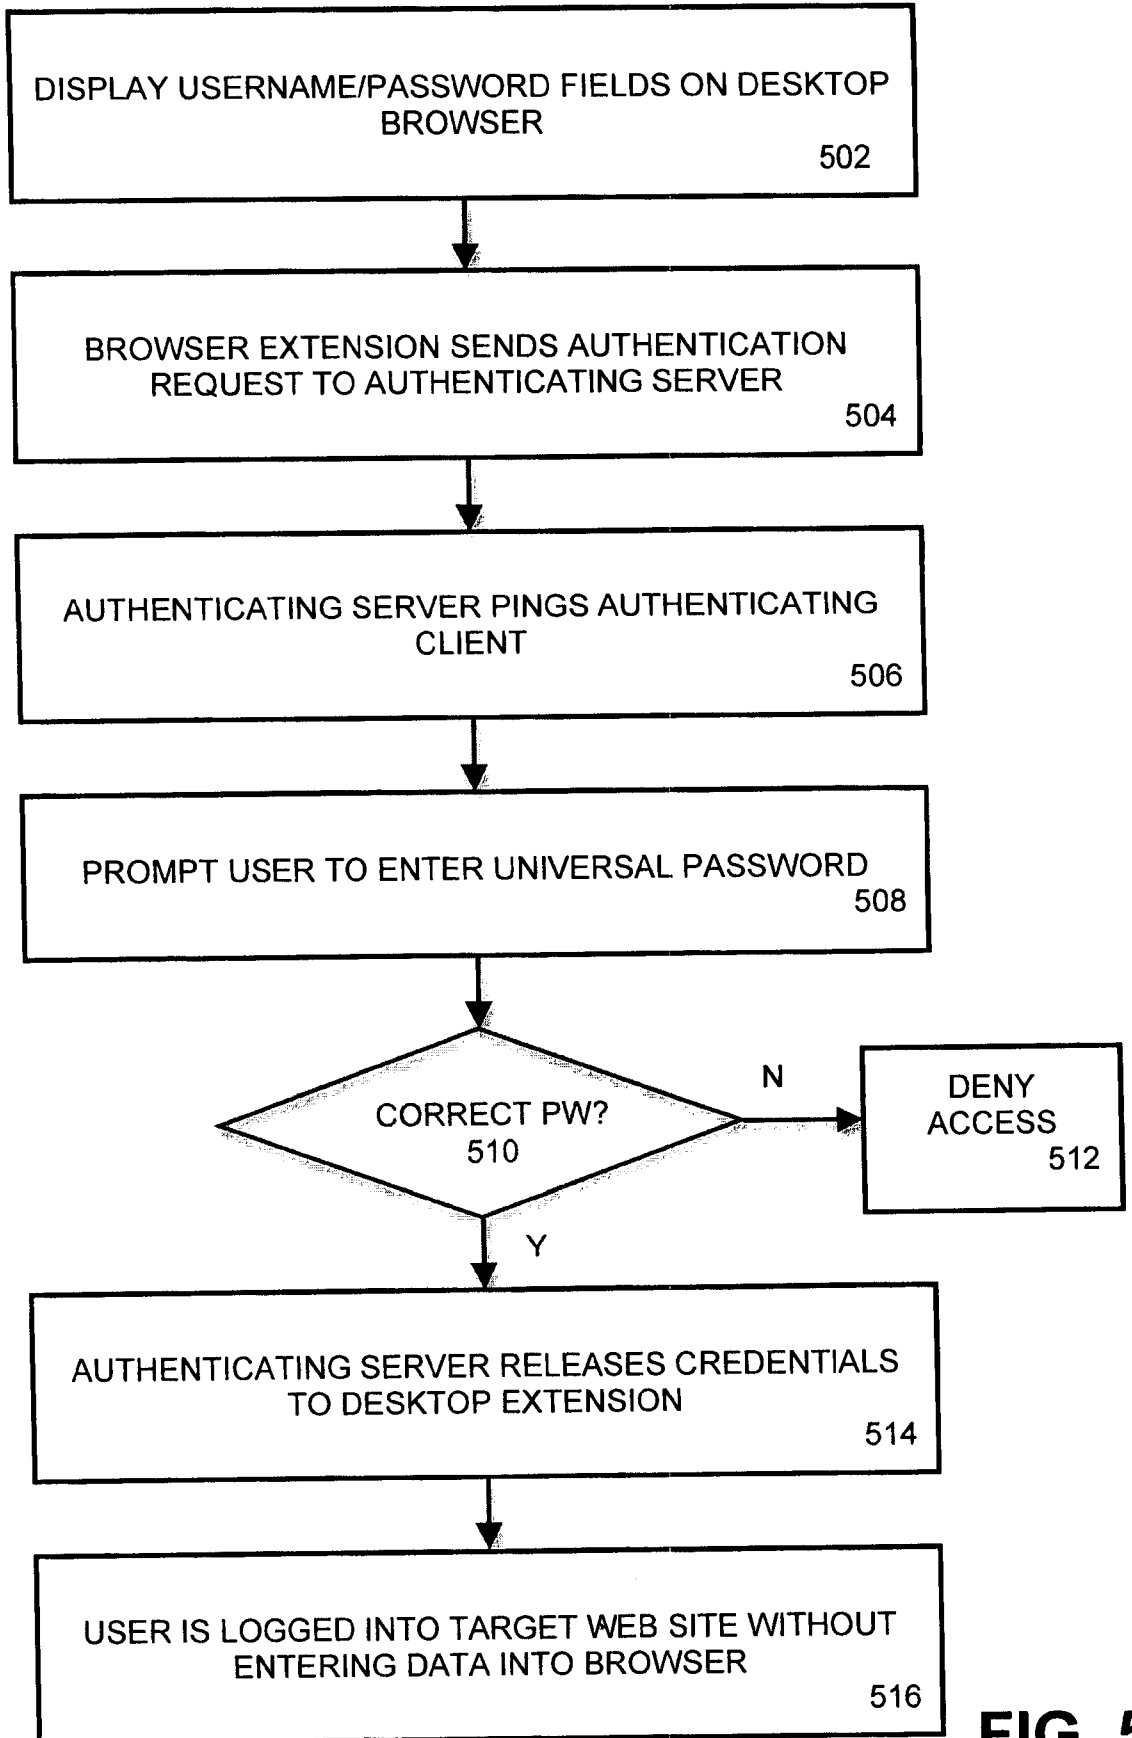 DISPLAY USERNAME/PASSWORD FIELDS ON DESKTOP
BROWSER
502
BROWSER EXTENSION SENDS AUTHENTICATION
REQUEST TO AUTHENTICATING SERVER
504
AUTHENTICATING SERVER PINGS AUTHENTICATING
CLIENT
506
PROMPT USER TO ENTER UNIVERSAL PASSWORD
508
CORRECT PW?
510
N
DENY
ACCESS
512
Y
AUTHENTICATING SERVER RELEASES CREDENTIALS
TO DESKTOP EXTENSION
514
USER IS LOGGED INTO TARGET WEB SITE WITHOUT
ENTERING DATA INTO BROWSER
516
FIG. 5